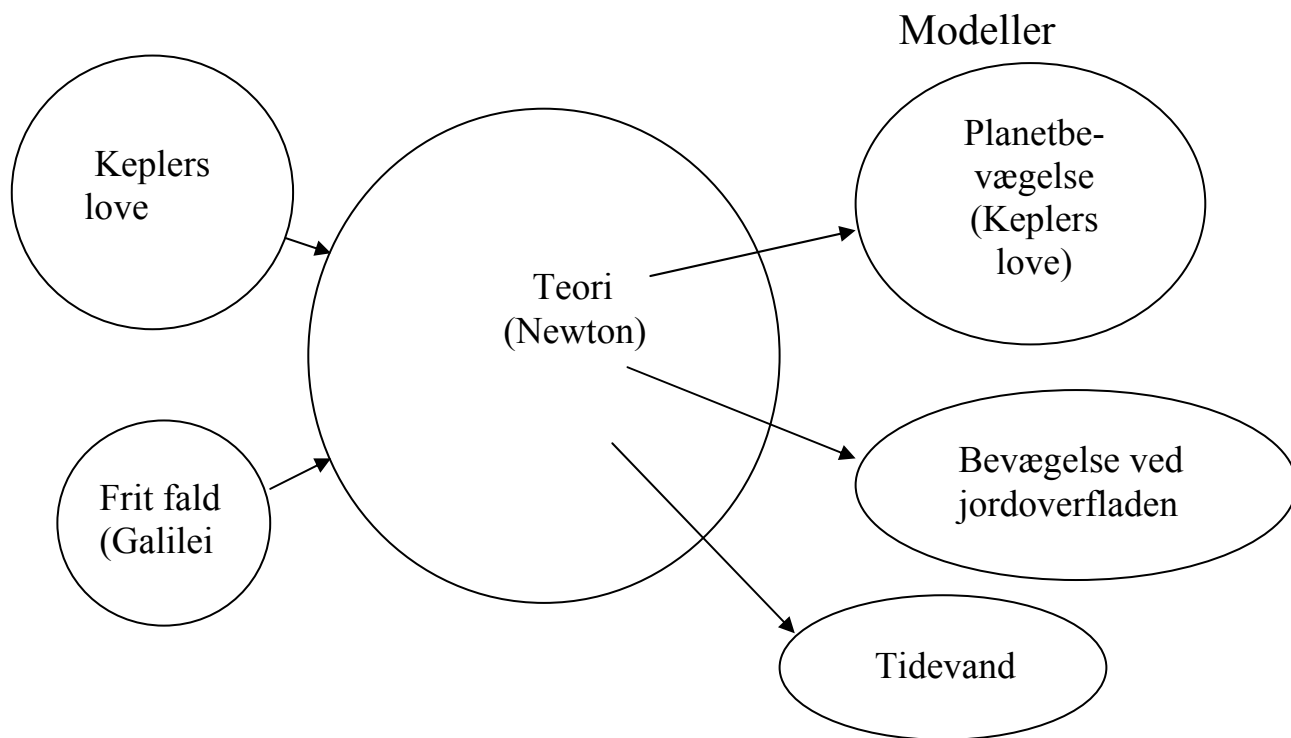 Modeller
Keplers
love
Frit fald
(Galilei
Teori
(Newton)
Planetbe-
vægelse
(Keplers
love)
Bevægelse ved
jordoverfladen
Tidevand